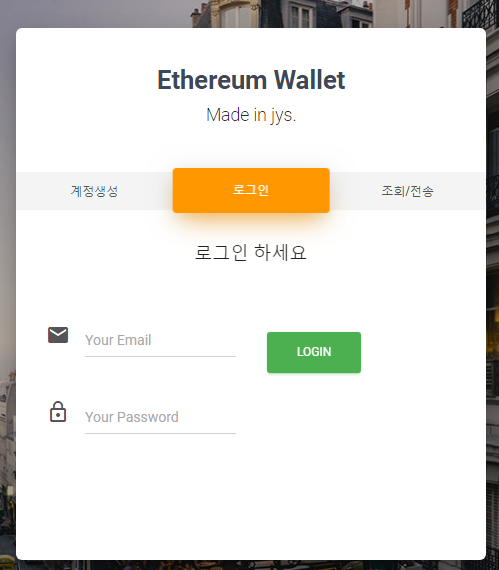 Ethereum Wallet
Made in jys.
계정생성 로그인 조회/전송
로그인 하세요
Your Email
LOGIN
Your Password